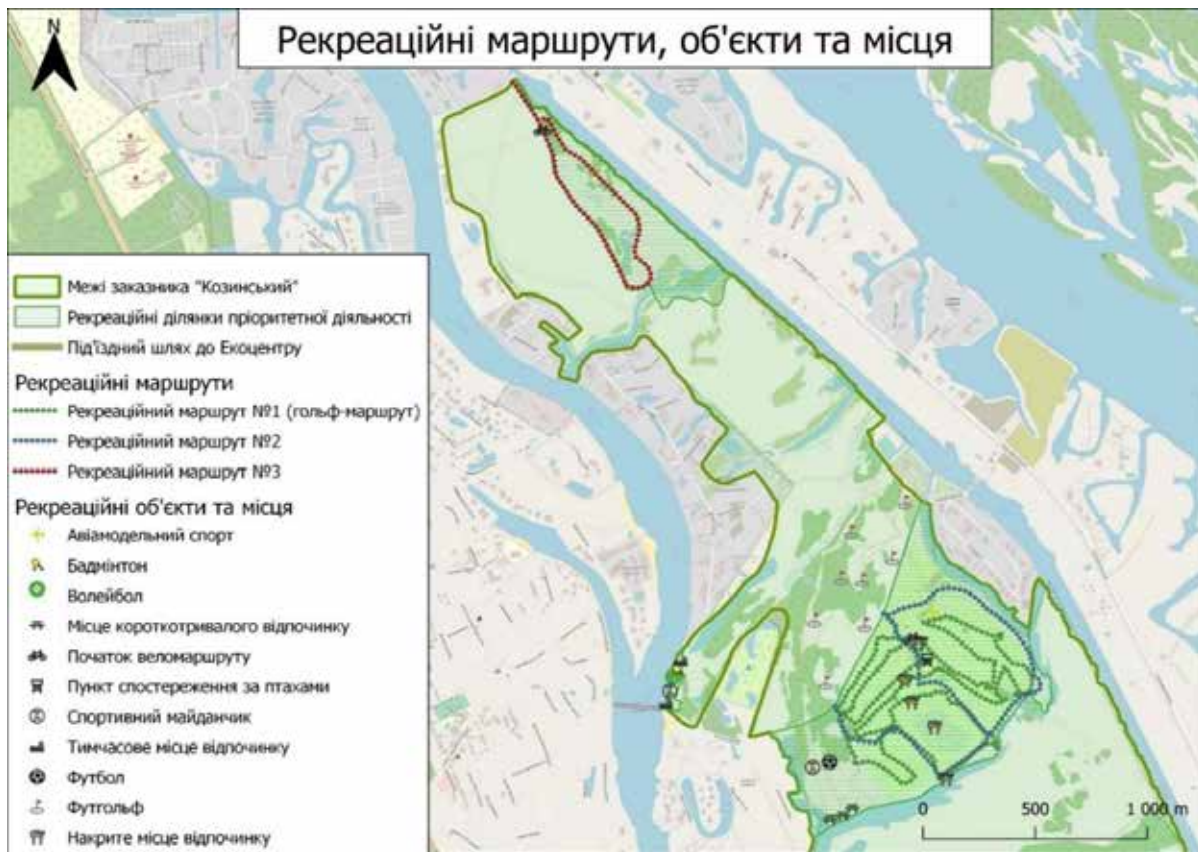 N
Рекреаційні маршрути, об'єкти та місця
Межі заказника "Козинський"
Рекреаційні ділянки пріоритетної діяльності
Під'їздний шлях до Екоцентру
Рекреаційні маршрути
Рекреаційний маршрут №1 (гольф-маршрут)
Рекреаційний маршрут №2
Рекреаційний маршрут №3
Рекреаційні об'єкти та місця
Авіамодельний спорт
Бадмінтон
Волейбол
Місце короткотривалого відпочинку
Початок веломаршруту
Пункт спостереження за птахами
Спортивний майданчик
Тимчасове місце відпочинку
Футбол
Футгольф
Накрите місце відпочинку
0 500 1 000 m